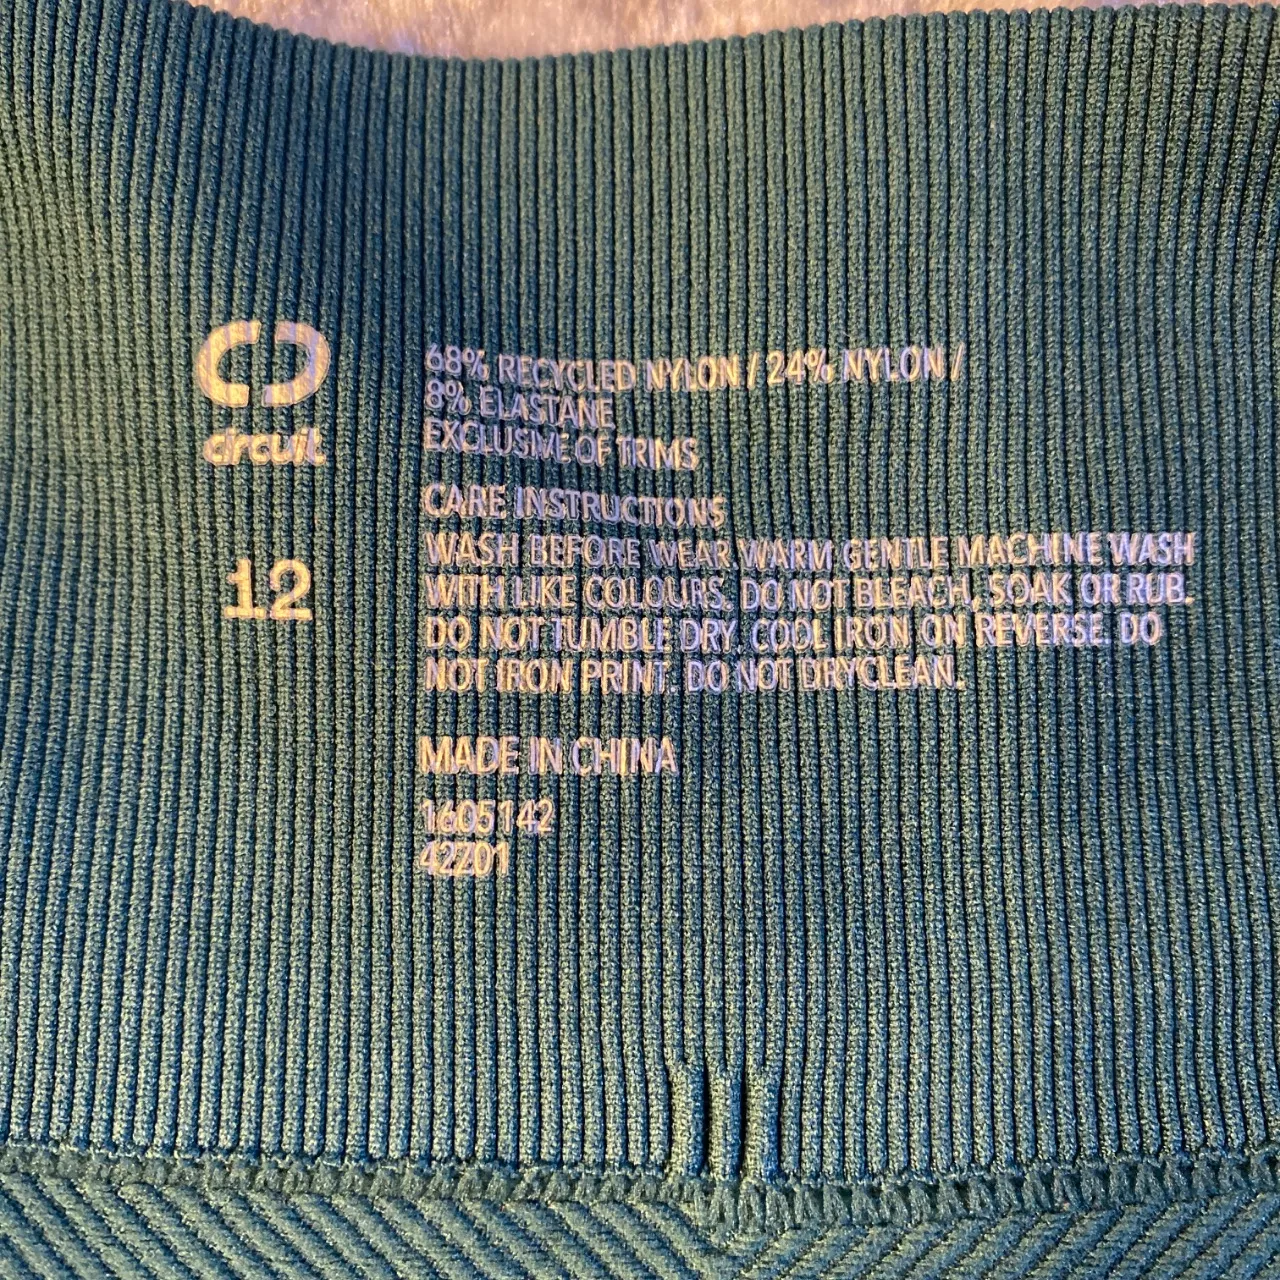 circuit
12
68% RECYCLED NYLON / 24% NYLON /
8% ELASTANE
EXCLUSIVE OF TRIMS
CARE INSTRUCTIONS
WASH BEFORE WEAR. WARM GENTLE MACHINE WASH
WITH LIKE COLOURS. DO NOT BLEACH, SOAK OR RUB.
DO NOT TUMBLE DRY. COOL IRON ON REVERSE. DO
NOT IRON PRINT. DO NOT DRYCLEAN.
MADE IN CHINA
1605142
42Z01